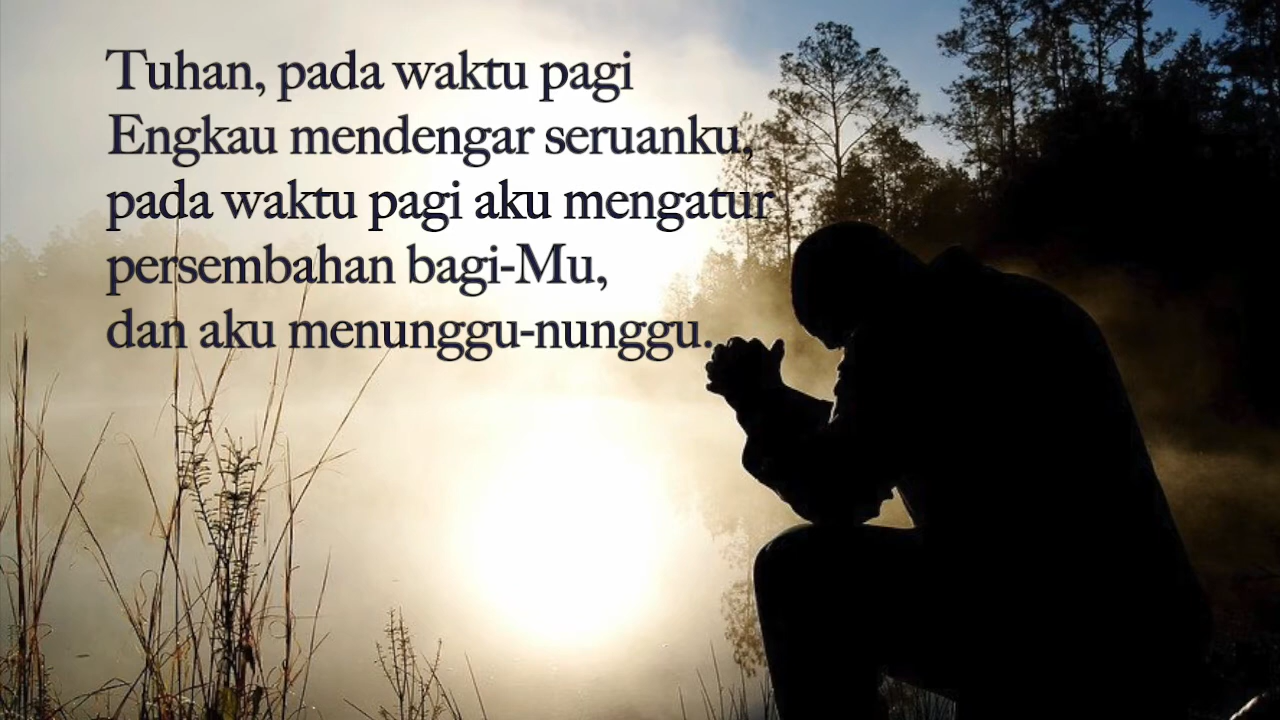 Tuhan, pada waktu pagi
Engkau mendengar seruanku,
pada waktu pagi aku mengatur
persembahan bagi-Mu,
dan aku menunggu-nunggu.